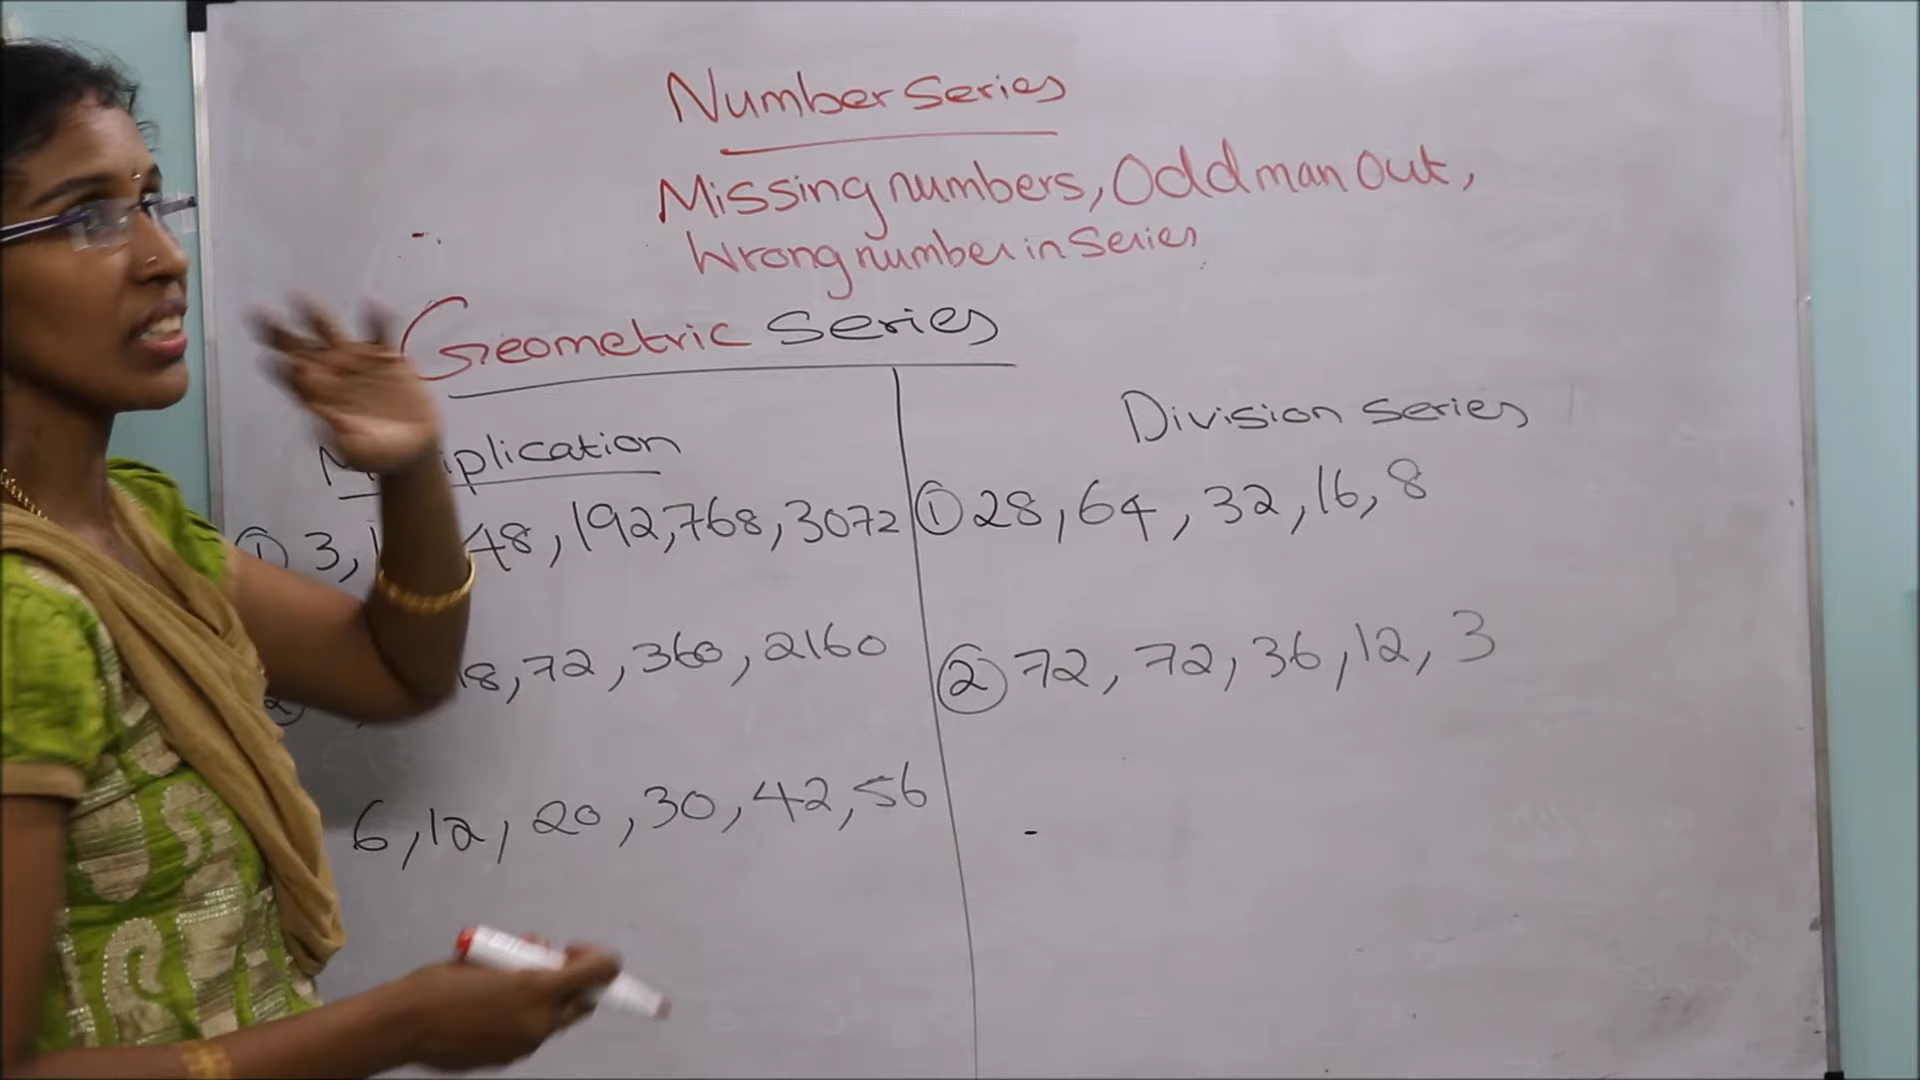 Number Series
Missing numbers, Odd man Out,
Wrong number in Series
Geometric Series
Multiplication
① 3, 48, 192, 768, 3072
18, 72, 360, 2160
6, 12, 20, 30, 42, 56
Division Series
① 28, 64, 32, 16, 8
② 72, 72, 36, 12, 3